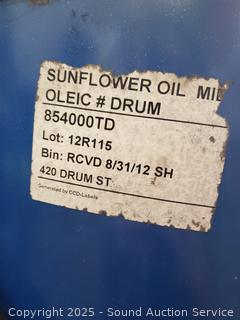 SUNFLOWER OIL MID
OLEIC # DRUM
854000TD
Lot: 12R115
Bin: RCVD 8/31/12 SH
420 DRUM ST
Generated by CCD-Labels
Copyright 2025 - Sound Auction Service